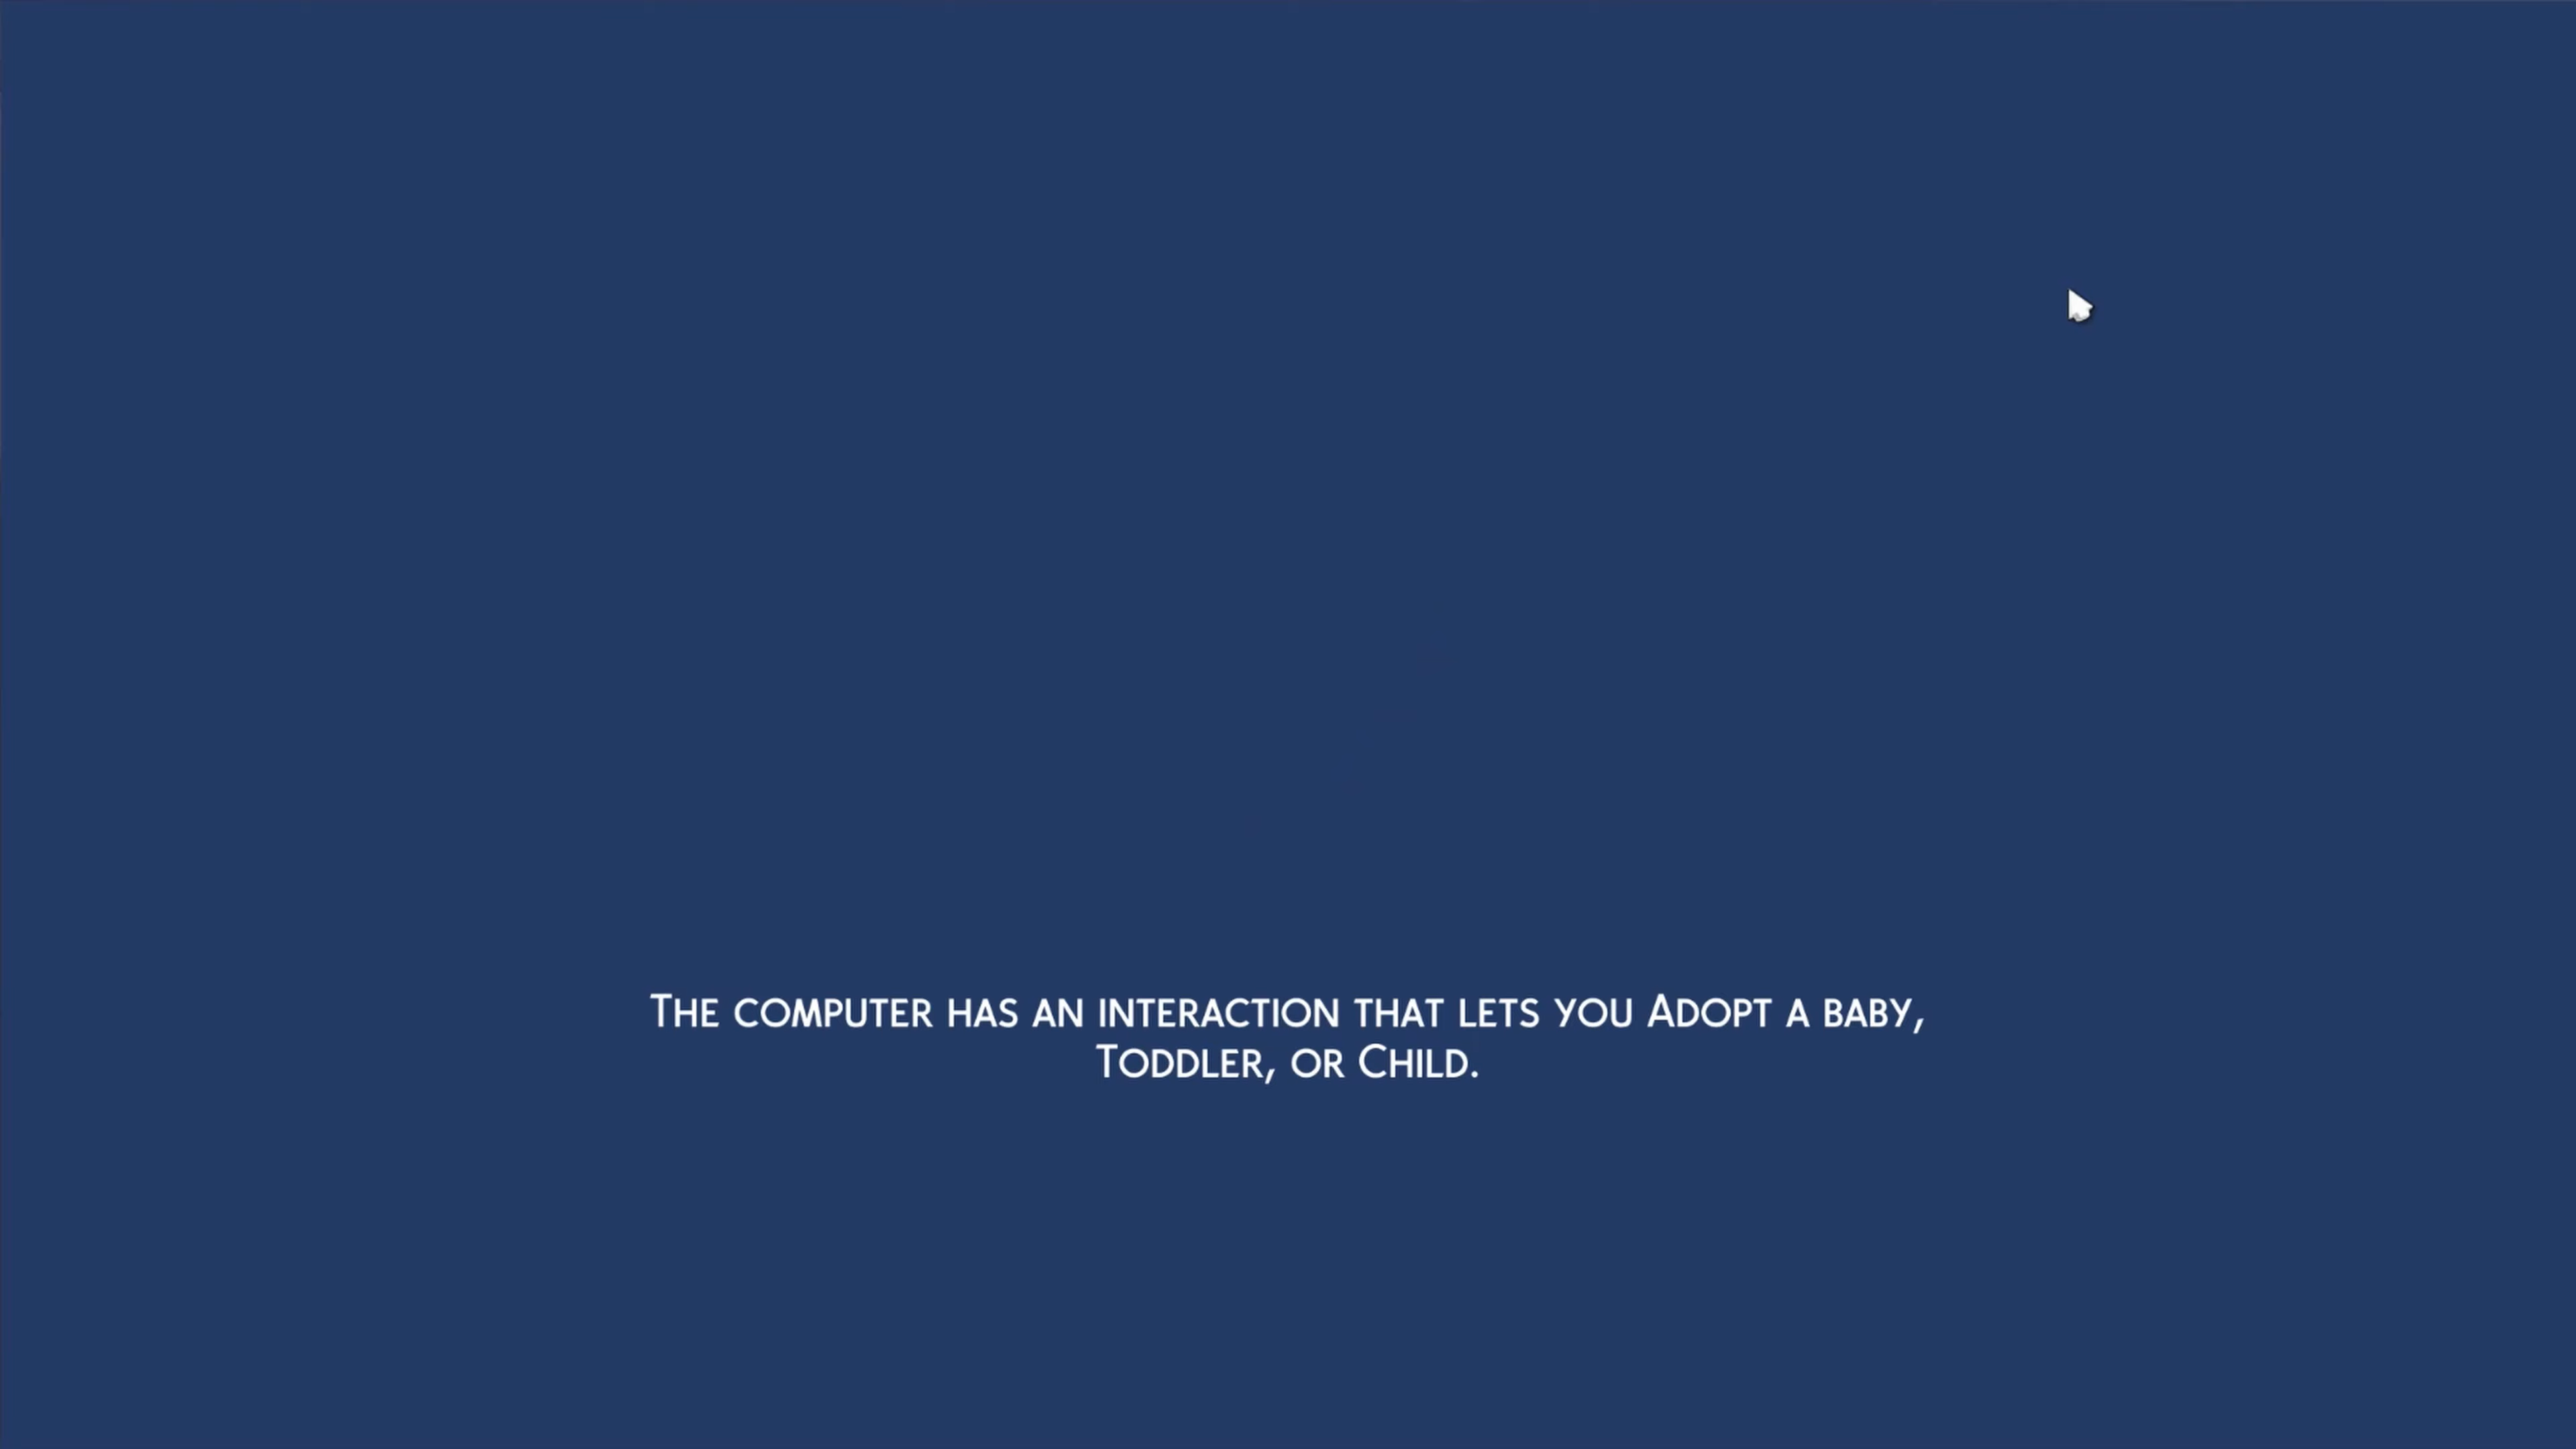 The computer has an interaction that lets you Adopt a baby,
Toddler, or Child.